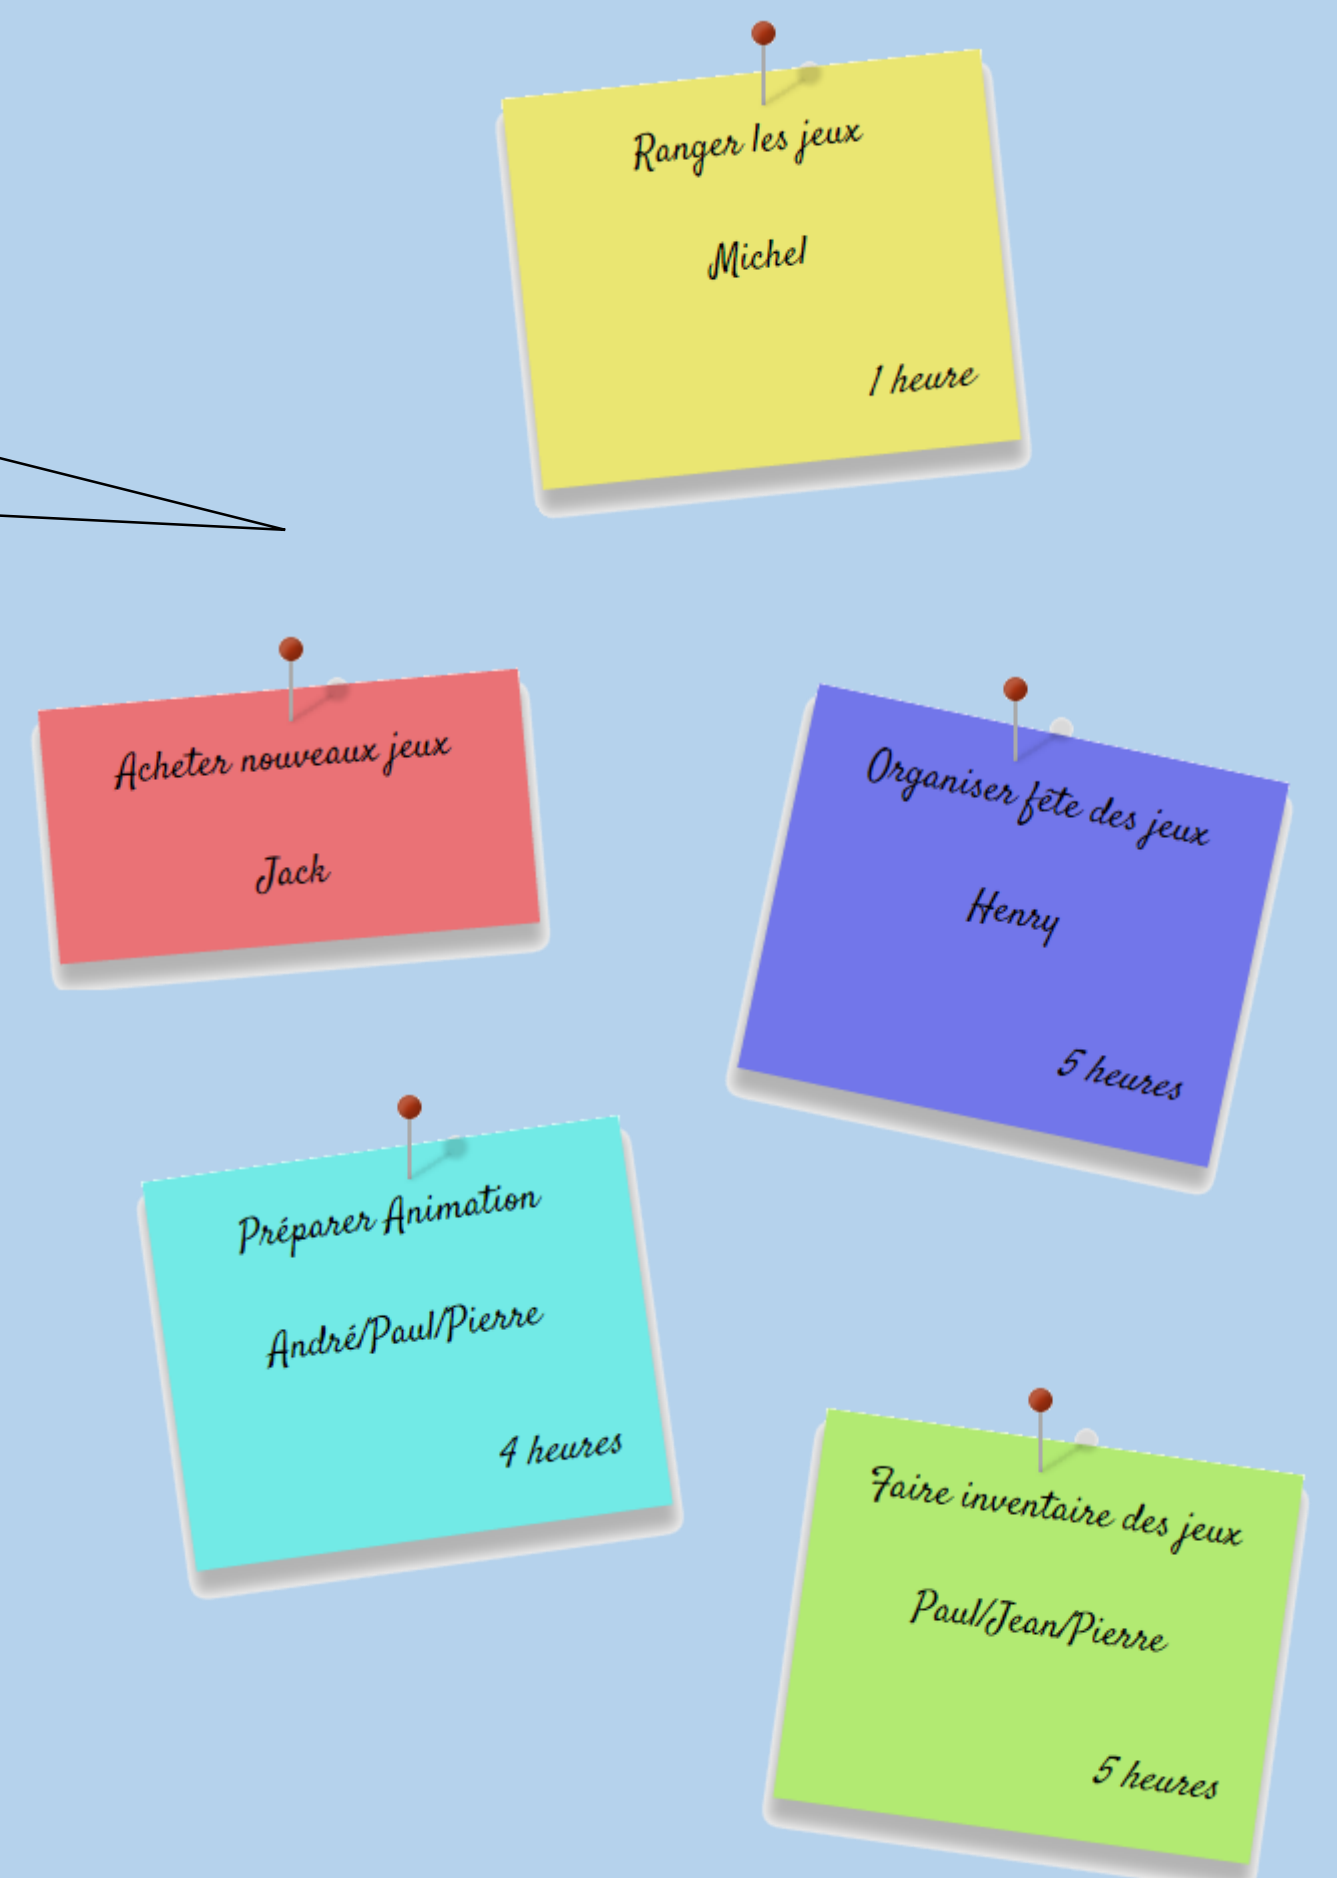 Ranger les jeux
Michel
1 heure
Acheter nouveaux jeux
Jack
Organiser fête des jeux
Henry
5 heures
Préparer Animation
André/Paul/Pierre
4 heures
Faire inventaire des jeux
Paul/Jean/Pierre
5 heures